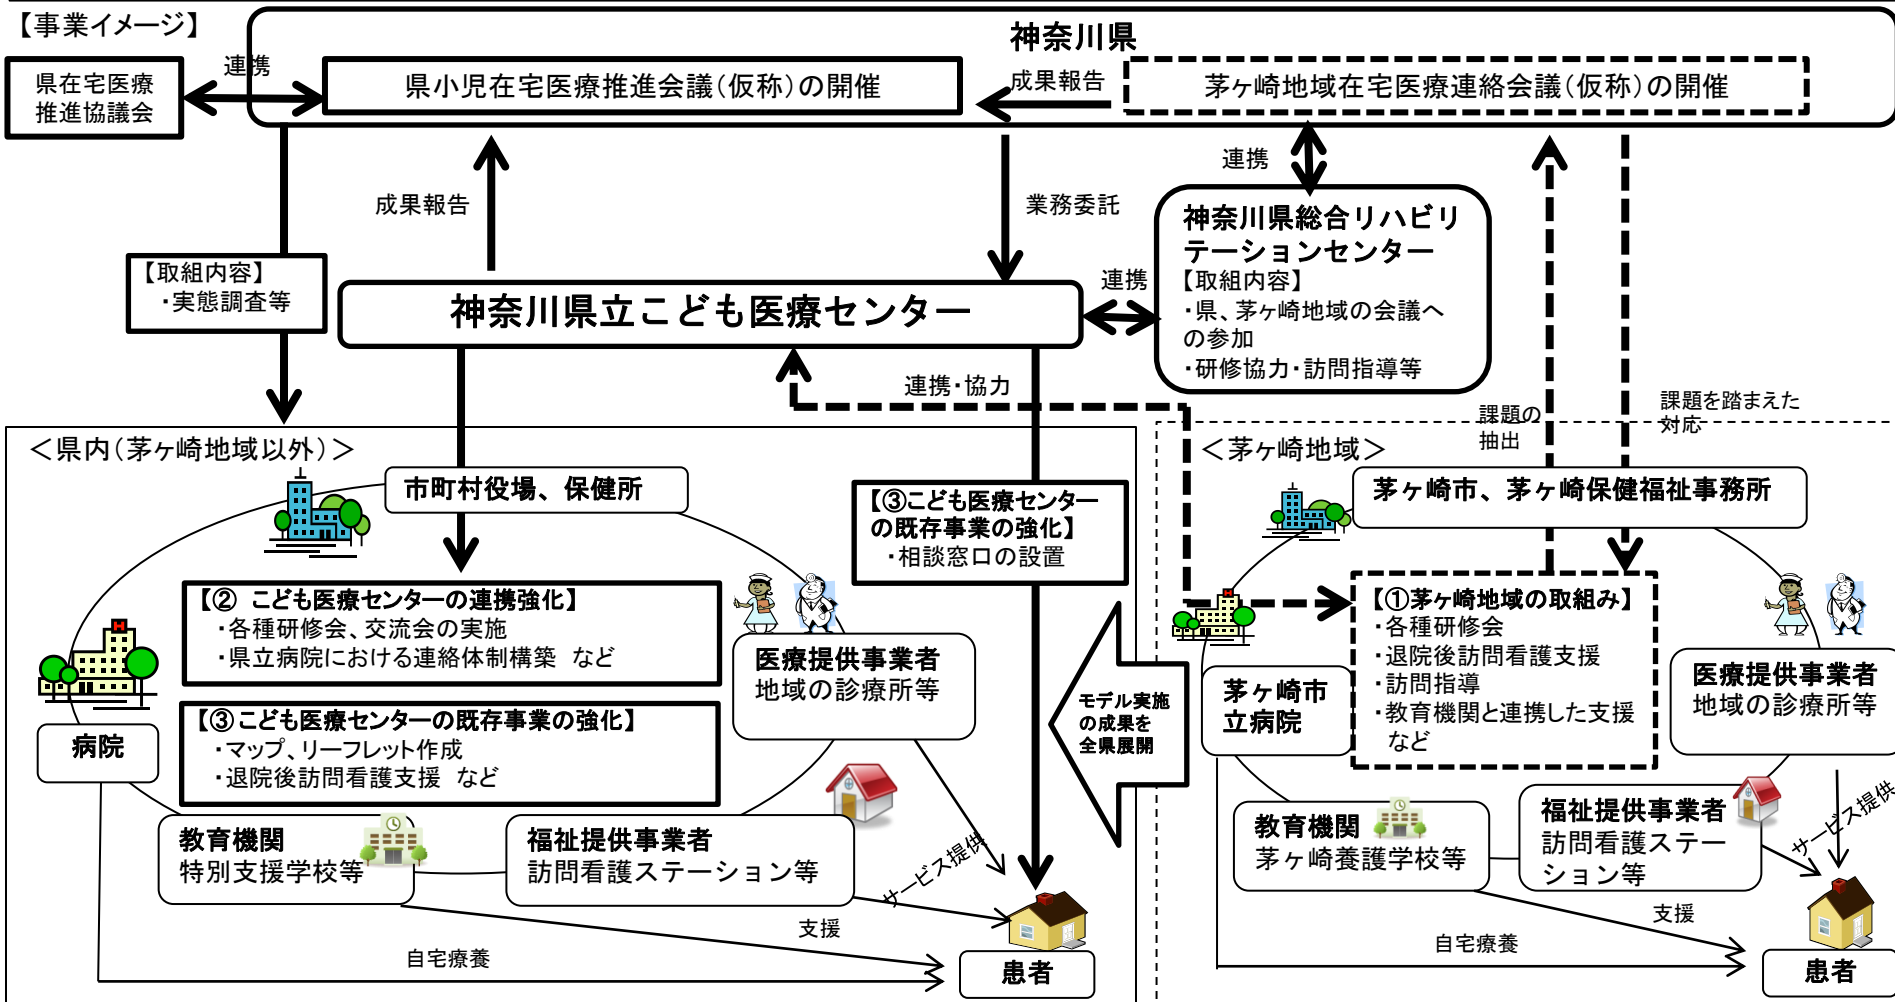 【事業イメージ】
神奈川県
県在宅医療
推進協議会
連携
県小児在宅医療推進会議(仮称)の開催
成果報告
茅ヶ崎地域在宅医療連絡会議(仮称)の開催
成果報告
業務委託
連携
【取組内容】
・実態調査等
神奈川県立こども医療センター
連携
神奈川県総合リハビリ
テーションセンター
【取組内容】
・県、茅ヶ崎地域の会議へ
の参加
・研修協力・訪問指導等
連携・協力
課題の
抽出
課題を踏まえた
対応
＜県内(茅ヶ崎地域以外)＞
市町村役場、保健所
【③こども医療センター
の既存事業の強化】
・相談窓口の設置
【② こども医療センターの連携強化】
・各種研修会、交流会の実施
・県立病院における連絡体制構築 など
【③こども医療センターの既存事業の強化】
・マップ、リーフレット作成
・退院後訪問看護支援 など
H
病院
医療提供事業者
地域の診療所等
教育機関
特別支援学校等
福祉提供事業者
訪問看護ステーション等
サービス提供
支援
自宅療養
患者
モデル実施
の成果を
全県展開
＜茅ヶ崎地域＞
茅ヶ崎市、茅ヶ崎保健福祉事務所
【①茅ヶ崎地域の取組み】
・各種研修会
・退院後訪問看護支援
・訪問指導
・教育機関と連携した支援
など
H
茅ヶ崎市
立病院
医療提供事業者
地域の診療所等
教育機関
茅ヶ崎養護学校等
福祉提供事業者
訪問看護ステー
ション等
サービス提供
支援
自宅療養
患者